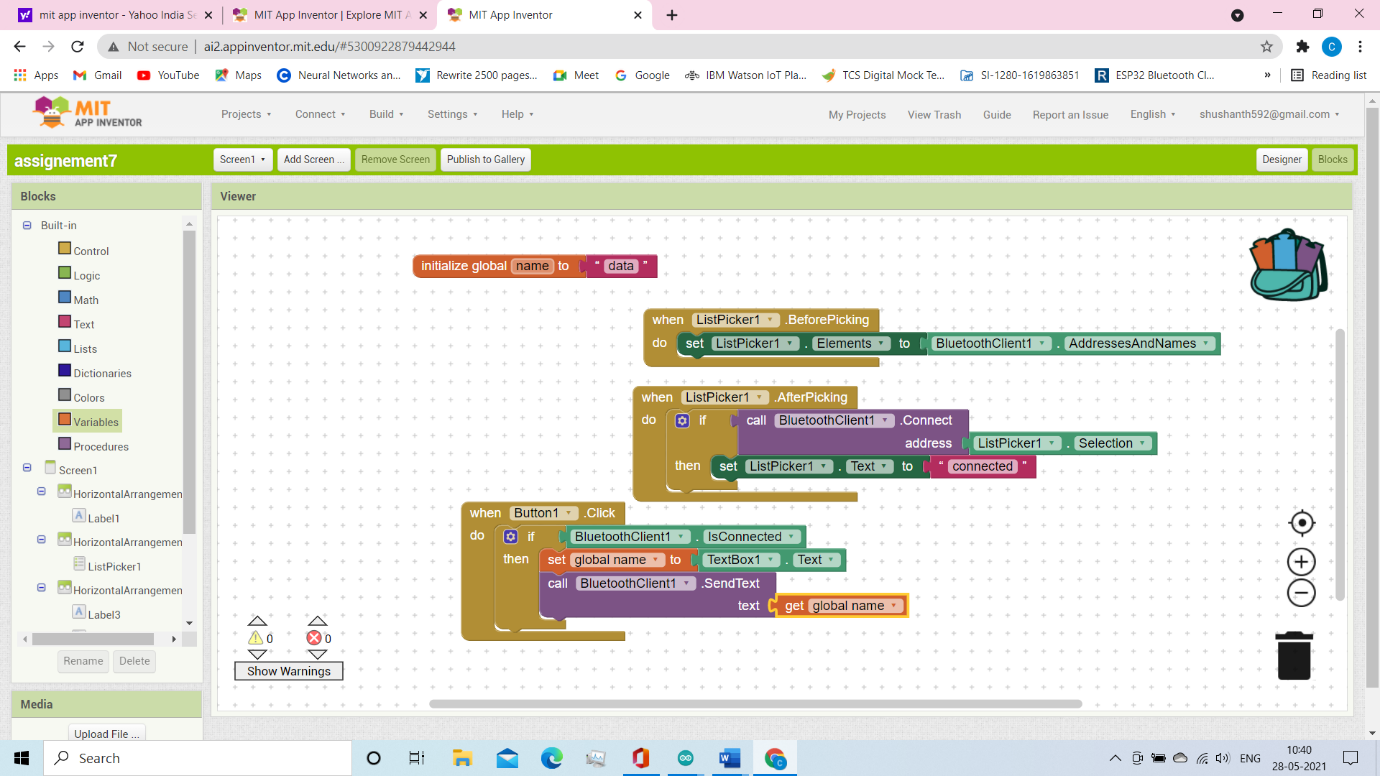 mit app inventor - Yahoo India Se
MIT App Inventor | Explore MIT A
MIT App Inventor
Not secure | ai2.appinventor.mit.edu/#5300922879442944
C
Apps Gmail YouTube Maps Neural Networks an... Rewrite 2500 pages... Meet Google IBM Watson IoT Pla... TCS Digital Mock Te... SI-1280-1619863851 ESP32 Bluetooth Cl... » Reading list
MIT
APP INVENTOR
Projects Connect Build Settings Help My Projects View Trash Guide Report an Issue English shushanth592@gmail.com
assignement7 Screen1 Add Screen ... Remove Screen Publish to Gallery Designer Blocks
Blocks
Viewer
Built-in
Control
Logic
Math
Text
Lists
Dictionaries
Colors
Variables
Procedures
Screen1
HorizontalArrangemen
Label1
HorizontalArrangemen
ListPicker1
HorizontalArrangemen
Label3
Rename Delete
Media
Upload File ...
initialize global name to " data "
when ListPicker1 .BeforePicking
do set ListPicker1 . Elements to BluetoothClient1 . AddressesAndNames
when ListPicker1 .AfterPicking
do if call BluetoothClient1 .Connect
address ListPicker1 . Selection
then set ListPicker1 . Text to " connected "
when Button1 .Click
do if BluetoothClient1 . IsConnected
then set global name to TextBox1 . Text
call BluetoothClient1 .SendText
text get global name
0 0
Show Warnings
Search
ENG
10:40
28-05-2021